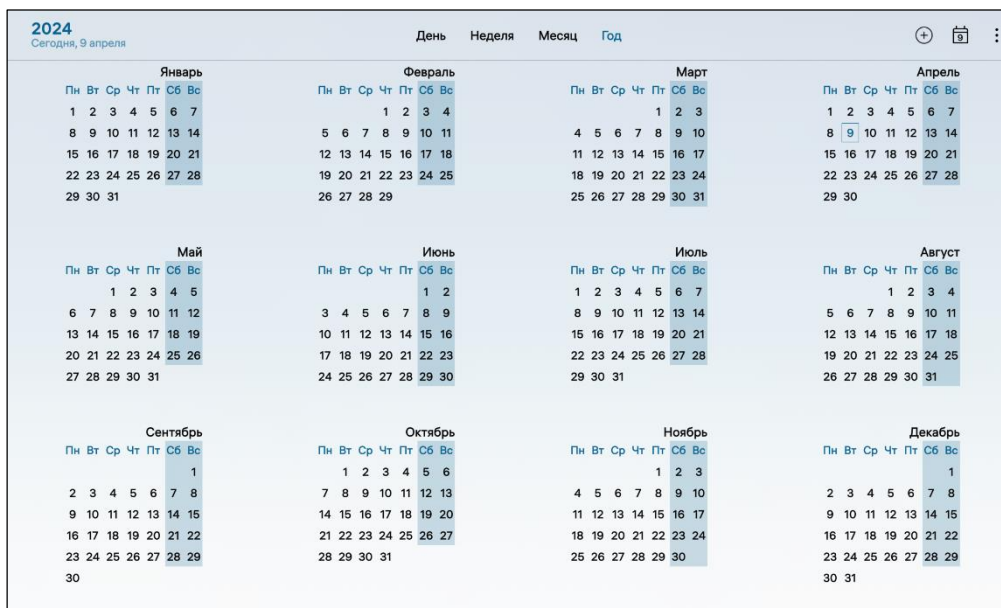 2024
Сегодня, 9 апреля
День Неделя Месяц Год
9
Январь
Пн Вт Ср Чт Пт Сб Вс
1 2 3 4 5 6 7
8 9 10 11 12 13 14
15 16 17 18 19 20 21
22 23 24 25 26 27 28
29 30 31
Февраль
Пн Вт Ср Чт Пт Сб Вс
1 2 3 4
5 6 7 8 9 10 11
12 13 14 15 16 17 18
19 20 21 22 23 24 25
26 27 28 29
Март
Пн Вт Ср Чт Пт Сб Вс
1 2 3
4 5 6 7 8 9 10
11 12 13 14 15 16 17
18 19 20 21 22 23 24
25 26 27 28 29 30 31
Апрель
Пн Вт Ср Чт Пт Сб Вс
1 2 3 4 5 6 7
8 9 10 11 12 13 14
15 16 17 18 19 20 21
22 23 24 25 26 27 28
29 30
Май
Пн Вт Ср Чт Пт Сб Вс
1 2 3 4 5
6 7 8 9 10 11 12
13 14 15 16 17 18 19
20 21 22 23 24 25 26
27 28 29 30 31
Июнь
Пн Вт Ср Чт Пт Сб Вс
1 2
3 4 5 6 7 8 9
10 11 12 13 14 15 16
17 18 19 20 21 22 23
24 25 26 27 28 29 30
Июль
Пн Вт Ср Чт Пт Сб Вс
1 2 3 4 5 6 7
8 9 10 11 12 13 14
15 16 17 18 19 20 21
22 23 24 25 26 27 28
29 30 31
Август
Пн Вт Ср Чт Пт Сб Вс
1 2 3 4
5 6 7 8 9 10 11
12 13 14 15 16 17 18
19 20 21 22 23 24 25
26 27 28 29 30 31
Сентябрь
Пн Вт Ср Чт Пт Сб Вс
1
2 3 4 5 6 7 8
9 10 11 12 13 14 15
16 17 18 19 20 21 22
23 24 25 26 27 28 29
30
Октябрь
Пн Вт Ср Чт Пт Сб Вс
1 2 3 4 5 6
7 8 9 10 11 12 13
14 15 16 17 18 19 20
21 22 23 24 25 26 27
28 29 30 31
Ноябрь
Пн Вт Ср Чт Пт Сб Вс
1 2 3
4 5 6 7 8 9 10
11 12 13 14 15 16 17
18 19 20 21 22 23 24
25 26 27 28 29 30
Декабрь
Пн Вт Ср Чт Пт Сб Вс
1
2 3 4 5 6 7 8
9 10 11 12 13 14 15
16 17 18 19 20 21 22
23 24 25 26 27 28 29
30 31